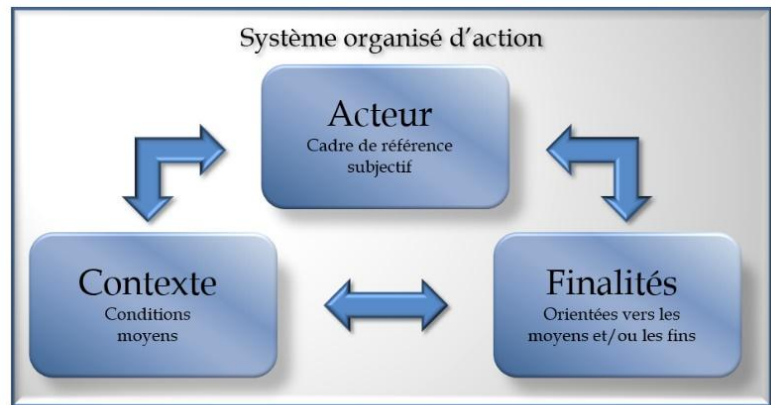 Système organisé d'action
Acteur
Cadre de référence
subjectif
Contexte
Conditions
moyens
Finalités
Orientées vers les
moyens et/ou les fins